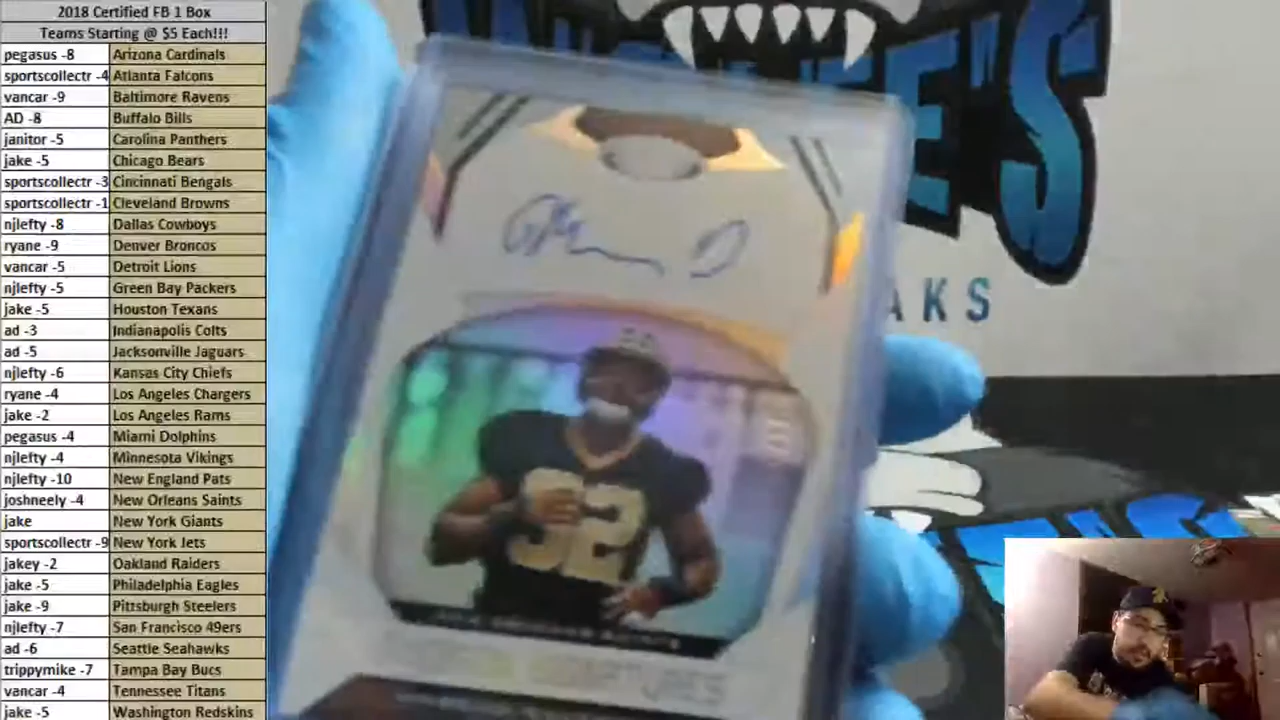 2018 Certified FB 1 Box
Teams Starting @ $5 Each!!!
pegasus -8 Arizona Cardinals
sportscollectr -4 Atlanta Falcons
vancar -9 Baltimore Ravens
AD -8 Buffalo Bills
janitor -5 Carolina Panthers
jake -5 Chicago Bears
sportscollectr -3 Cincinnati Bengals
sportscollectr -1 Cleveland Browns
njlefty -8 Dallas Cowboys
ryane -9 Denver Broncos
vancar -5 Detroit Lions
njlefty -5 Green Bay Packers
jake -5 Houston Texans
ad -3 Indianapolis Colts
ad -5 Jacksonville Jaguars
njlefty -6 Kansas City Chiefs
ryane -4 Los Angeles Chargers
jake -2 Los Angeles Rams
pegasus -4 Miami Dolphins
njlefty -4 Minnesota Vikings
njlefty -10 New England Pats
joshneely -4 New Orleans Saints
jake New York Giants
sportscollectr -9 New York Jets
jakey -2 Oakland Raiders
jake -5 Philadelphia Eagles
jake -9 Pittsburgh Steelers
njlefty -7 San Francisco 49ers
ad -6 Seattle Seahawks
trippymike -7 Tampa Bay Bucs
vancar -4 Tennessee Titans
jake -5 Washington Redskins
AKS
92